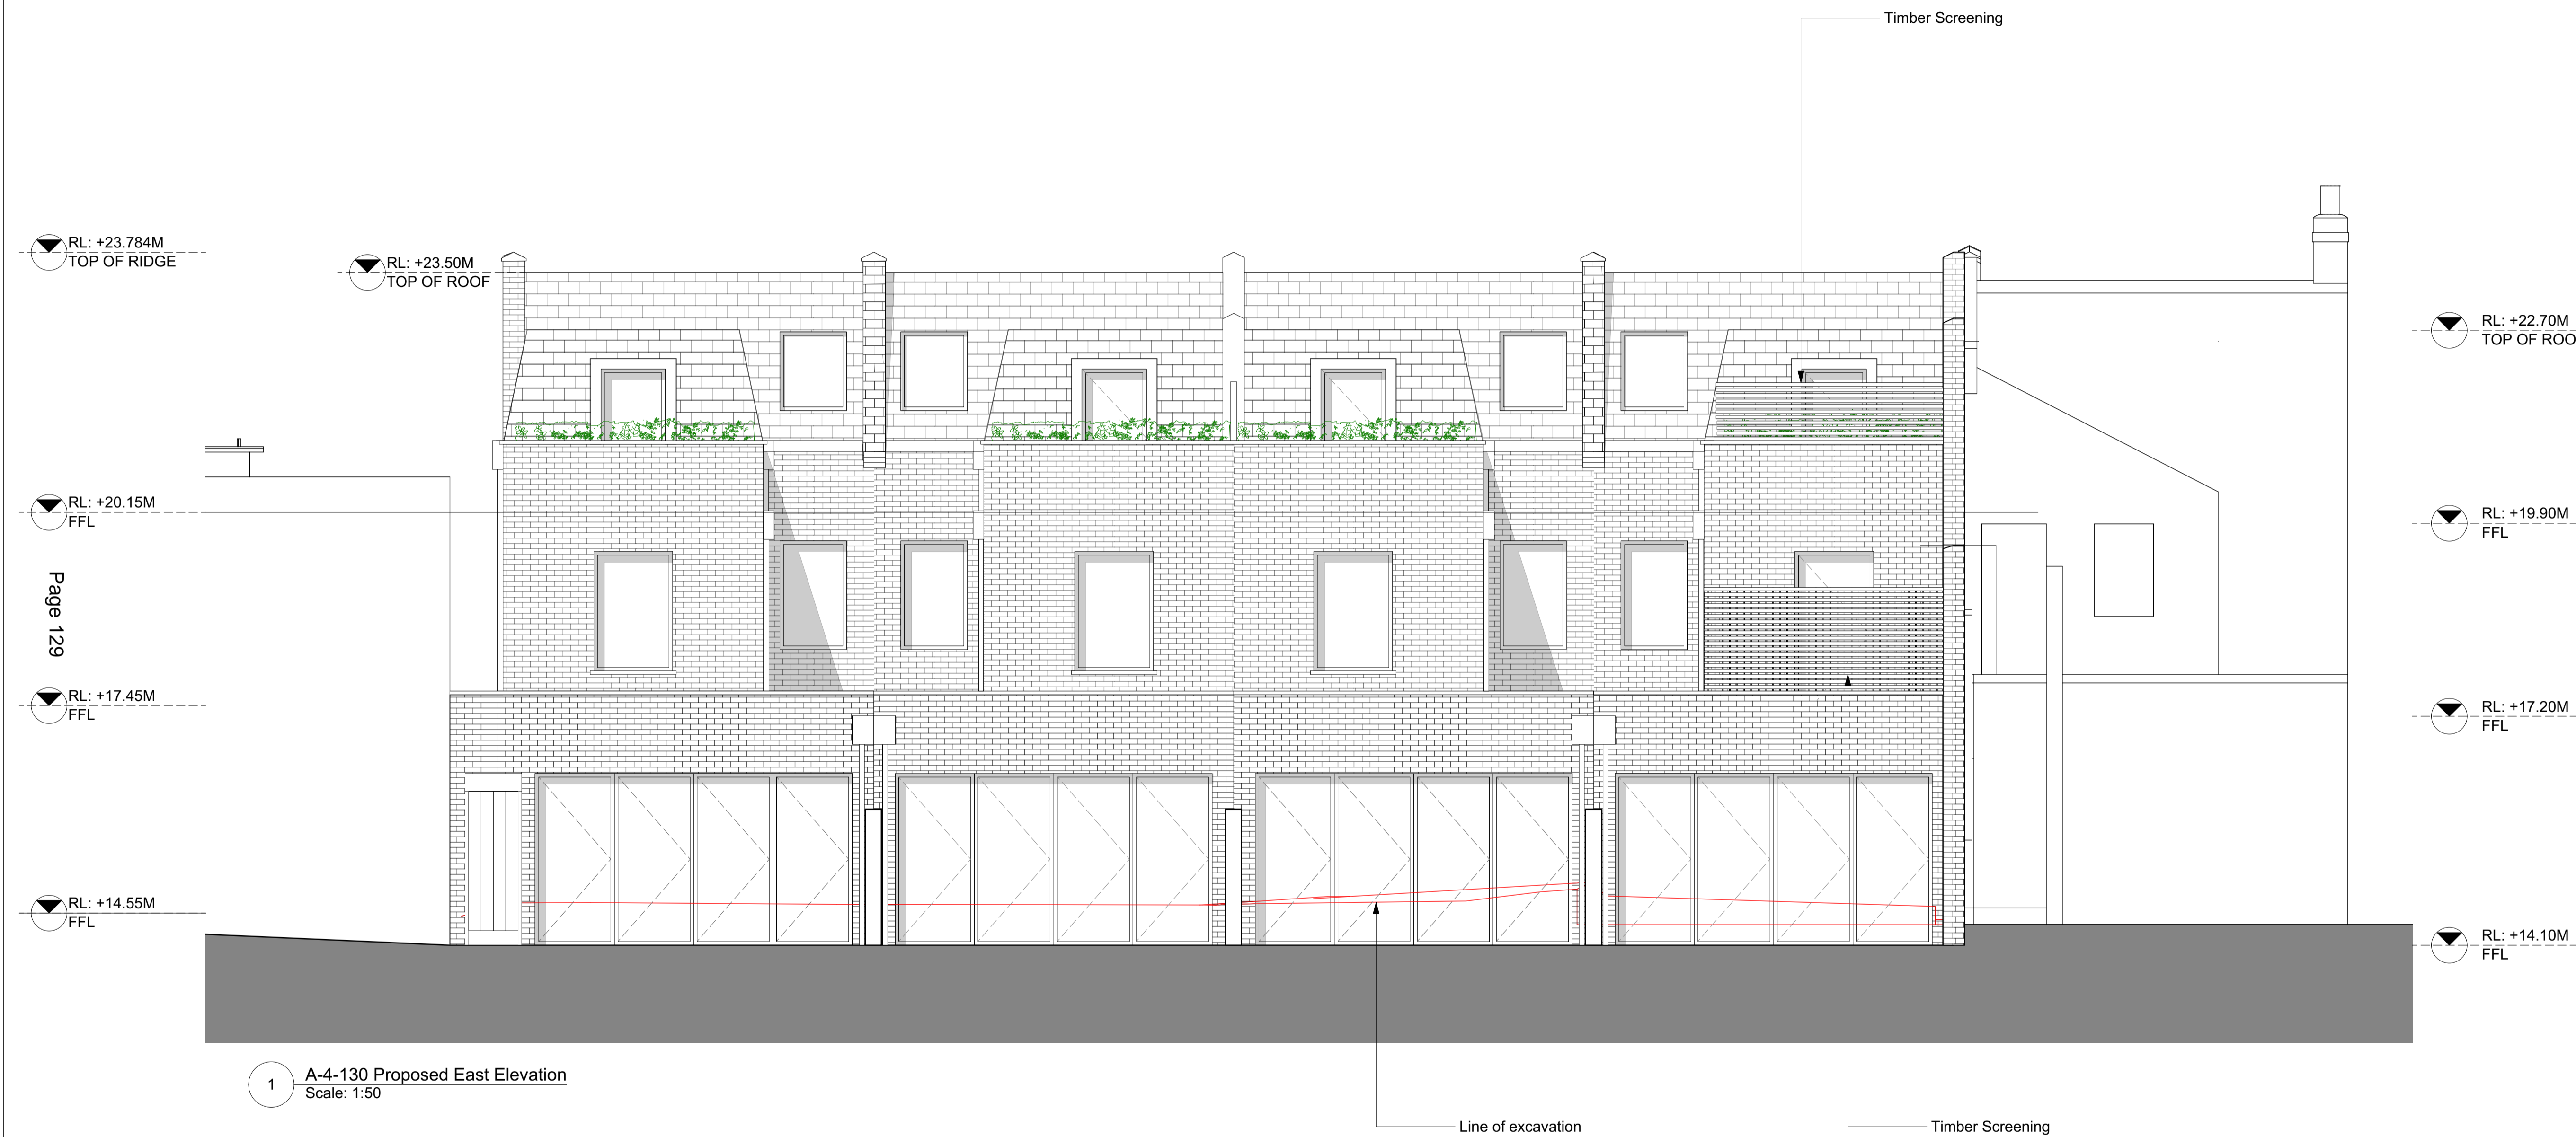 Timber Screening
RL: +23.784M
TOP OF RIDGE
RL: +23.50M
TOP OF ROOF
RL: +22.70M
TOP OF ROO
RL: +20.15M
FFL
RL: +19.90M
FFL
Page 129
RL: +17.45M
FFL
RL: +17.20M
FFL
RL: +14.55M
FFL
RL: +14.10M
FFL
1
A-4-130 Proposed East Elevation
Scale: 1:50
Line of excavation
Timber Screening